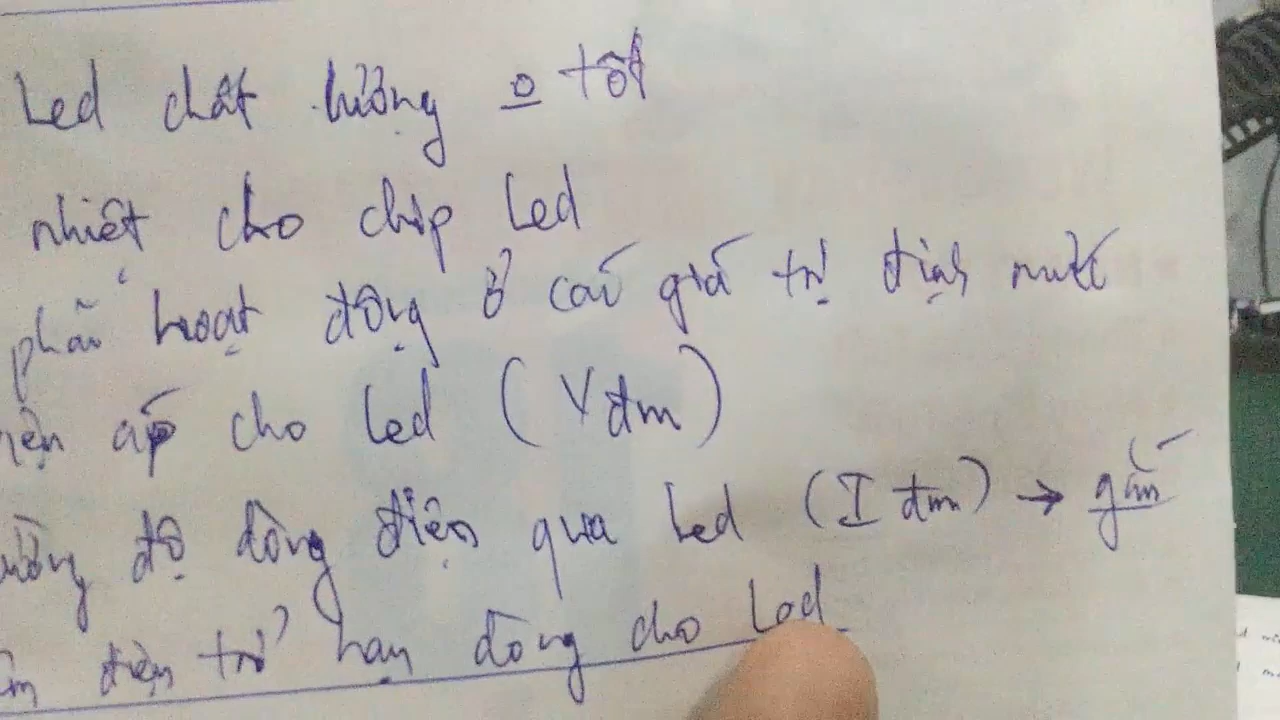 Led chất lượng o tốt
nhiệt cho chip Led
phải hoạt động ở các giá trị định mức
áp cho Led (Vđm)
độ dòng điện qua Led (I đm) → gắn
điện trở hạn dòng cho Led